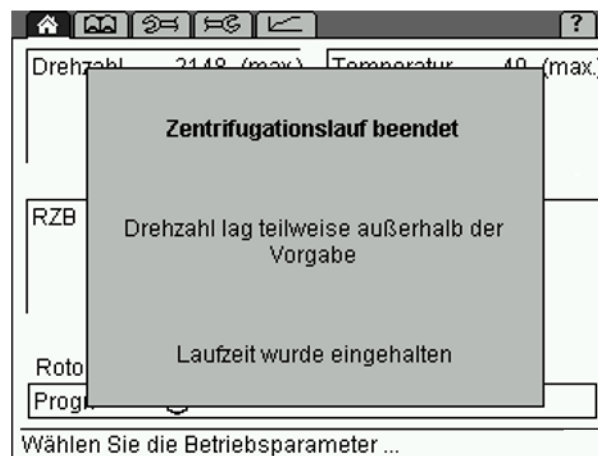 ?
Drehzahl 2148 (max.) Temperatur 40 (max.)
Zentrifugationslauf beendet
RZB
Drehzahl lag teilweise außerhalb der
Vorgabe
Laufzeit wurde eingehalten
Roto
Progr
Wählen Sie die Betriebsparameter ...